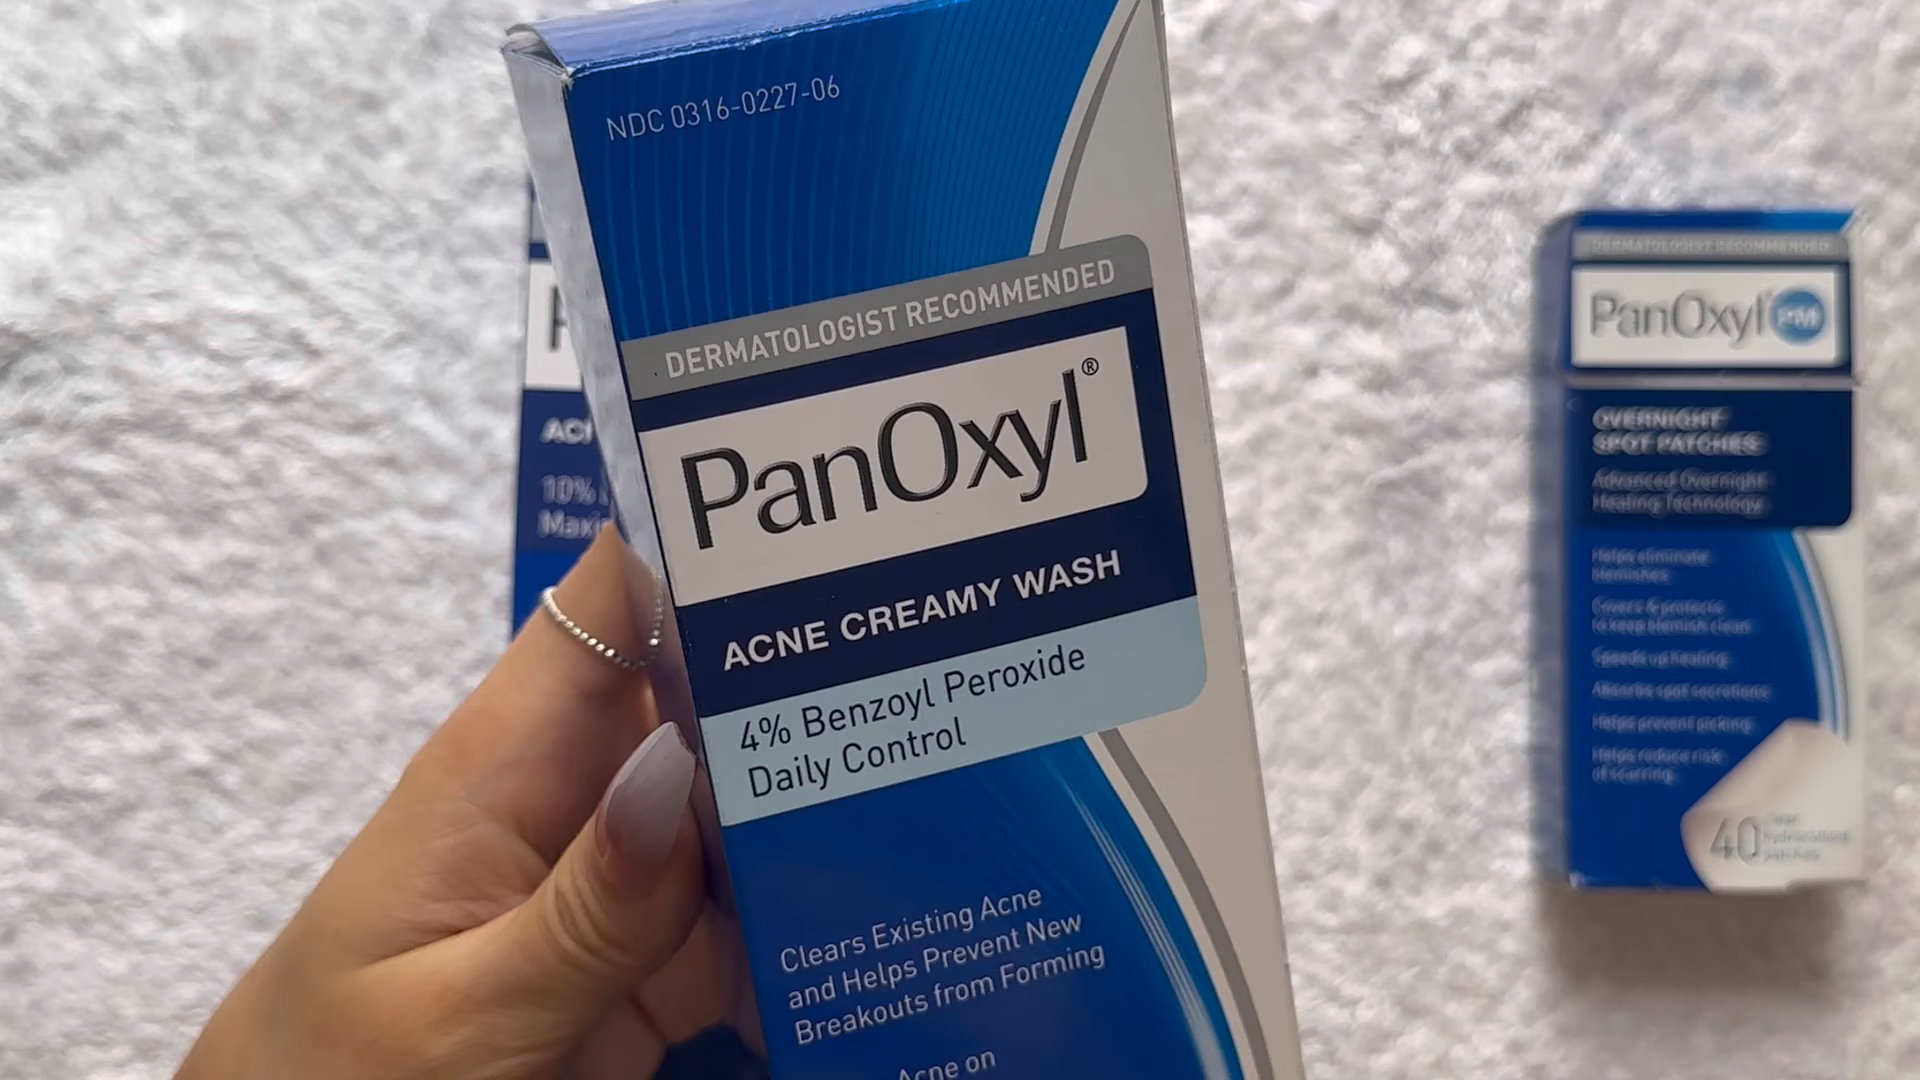 NDC 0316-0227-06
DERMATOLOGIST RECOMMENDED
PanOxyl®
ACNE CREAMY WASH
4% Benzoyl Peroxide
Daily Control
Clears Existing Acne
and Helps Prevent New
Breakouts from Forming
Acne on
10%
DERMATOLOGIST RECOMMENDED
PanOxyl PM
OVERNIGHT
SPOT PATCHES
Advanced Overnight
Healing Technology
Helps eliminate
blemishes
Covers & protects
to keep blemish clean
Speeds up healing
Absorbs spot secretions
Helps prevent picking
Helps reduce risk
of scarring
40
patches